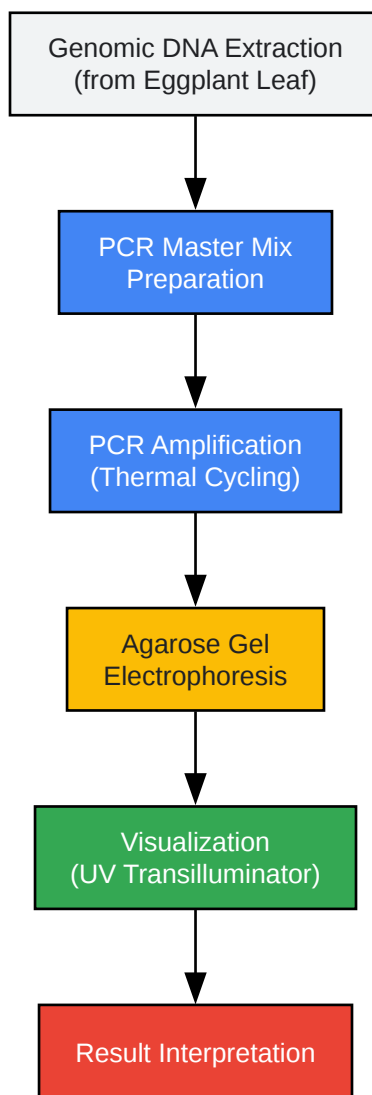 Genomic DNA Extraction
(from Eggplant Leaf)
PCR Master Mix
Preparation
PCR Amplification
(Thermal Cycling)
Agarose Gel
Electrophoresis
Visualization
(UV Transilluminator)
Result Interpretation